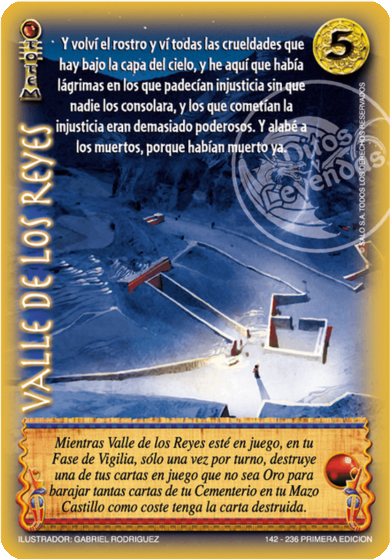 5
Y volví el rostro y ví todas las crueldades que
hay bajo la capa del cielo, y he aquí que había
lágrimas en los que padecían injusticia sin que
nadie los consolara, y los que cometían la
injusticia eran demasiado poderosos. Y alabé a
los muertos, porque habían muerto ya.
Mitos y
Leyendas
VALLE DE LOS REYES
Mientras Valle de los Reyes esté en juego, en tu
Fase de Vigilia, sólo una vez por turno, destruye
una de tus cartas en juego que no sea Oro para
barajar tantas cartas de tu Cementerio en tu Mazo
Castillo como coste tenga la carta destruida.
ILUSTRADOR: GABRIEL RODRIGUEZ
142 - 236 PRIMERA EDICION